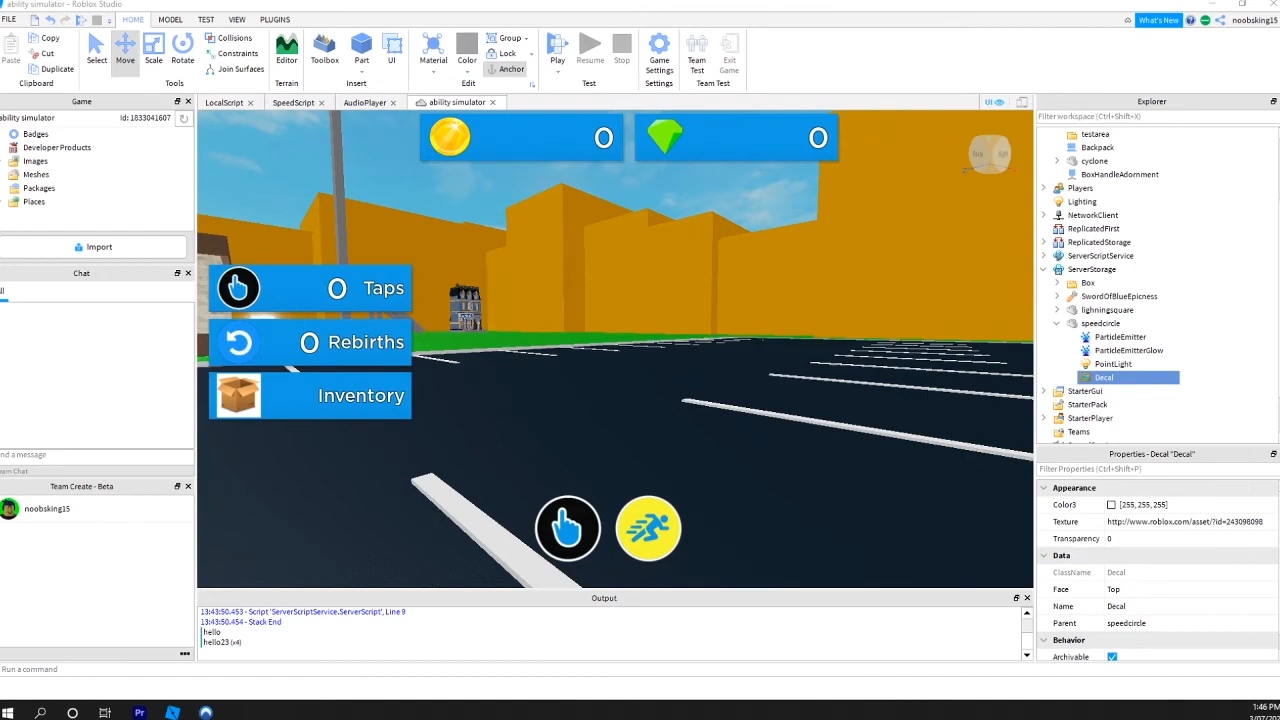 ability simulator - Roblox Studio
FILE
HOME
MODEL
TEST
VIEW
PLUGINS
What's New
noobsking15
Paste
Copy
Cut
Duplicate
Clipboard
Select
Move
Scale
Rotate
Collisions
Constraints
Join Surfaces
Tools
Editor
Terrain
Toolbox
Part
UI
Insert
Material
Color
Group
Lock
Anchor
Edit
Play
Resume
Stop
Test
Game
Settings
Settings
Team
Test
Exit
Game
Team Test
Game
ability simulator
Id: 1833041607
Badges
Developer Products
Images
Meshes
Packages
Places
Import
Chat
Team Create - Beta
noobsking15
Run a command
LocalScript
SpeedScript
AudioPlayer
ability simulator
UI
0
0
0 Taps
0 Rebirths
Inventory
Output
13:43:50.453 - Script 'ServerScriptService.ServerScript', Line 9
13:43:50.454 - Stack End
hello
hello23 (x4)
Explorer
Filter workspace (Ctrl+Shift+X)
testarea
Backpack
cyclone
BoxHandleAdornment
Players
Lighting
NetworkClient
ReplicatedFirst
ReplicatedStorage
ServerScriptService
ServerStorage
Box
SwordOfBlueEpicness
lighningsquare
speedcircle
ParticleEmitter
ParticleEmitterGlow
PointLight
Decal
StarterGui
StarterPack
StarterPlayer
Teams
Properties - Decal "Decal"
Filter Properties (Ctrl+Shift+P)
Appearance
Color3 [255, 255, 255]
Texture http://www.roblox.com/asset/?id=243098098
Transparency 0
Data
ClassName Decal
Face Top
Name Decal
Parent speedcircle
Behavior
Archivable
Pr
1:46 PM